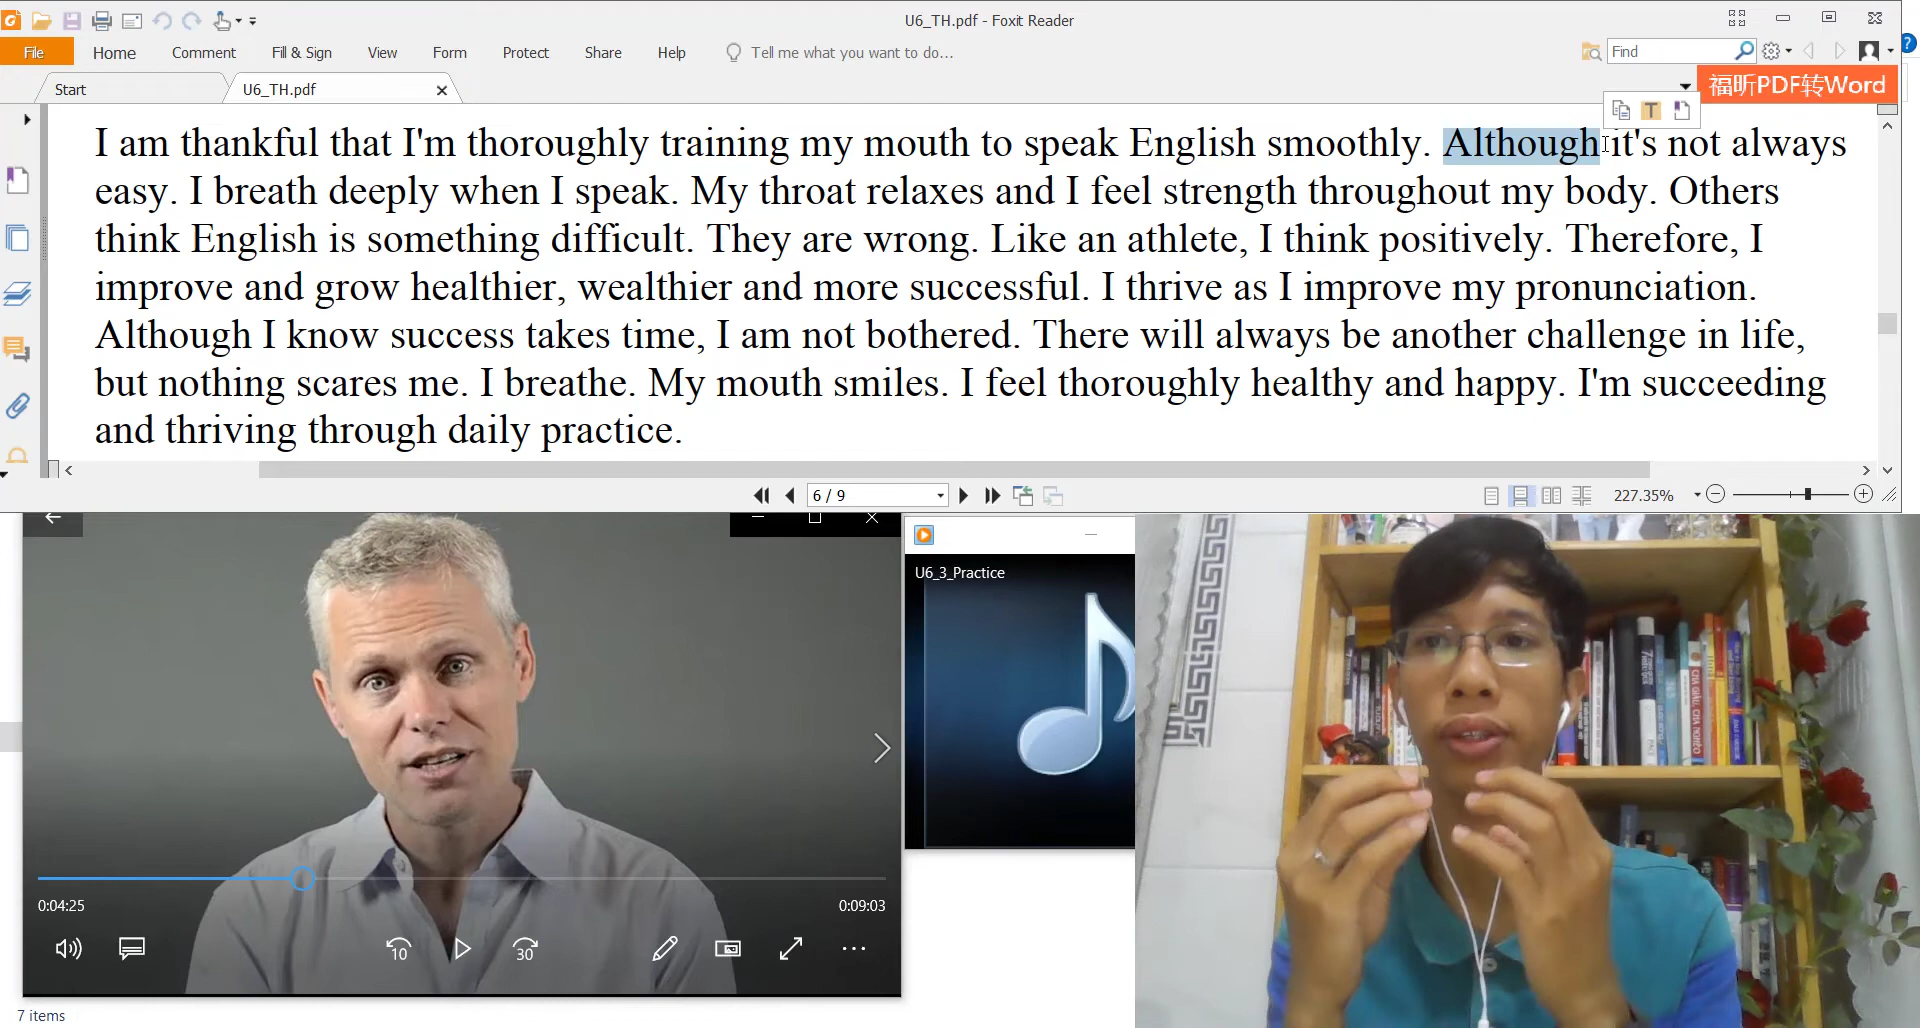 U6_TH.pdf - Foxit Reader
File Home Comment Fill & Sign View Form Protect Share Help Tell me what you want to do... Find
Start U6_TH.pdf 福昕PDF转Word
I am thankful that I'm thoroughly training my mouth to speak English smoothly. Although it's not always
easy. I breath deeply when I speak. My throat relaxes and I feel strength throughout my body. Others
think English is something difficult. They are wrong. Like an athlete, I think positively. Therefore, I
improve and grow healthier, wealthier and more successful. I thrive as I improve my pronunciation.
Although I know success takes time, I am not bothered. There will always be another challenge in life,
but nothing scares me. I breathe. My mouth smiles. I feel thoroughly healthy and happy. I'm succeeding
and thriving through daily practice.
6 / 9 227.35%
U6_3_Practice
0:04:25 0:09:03
10 30
7 items